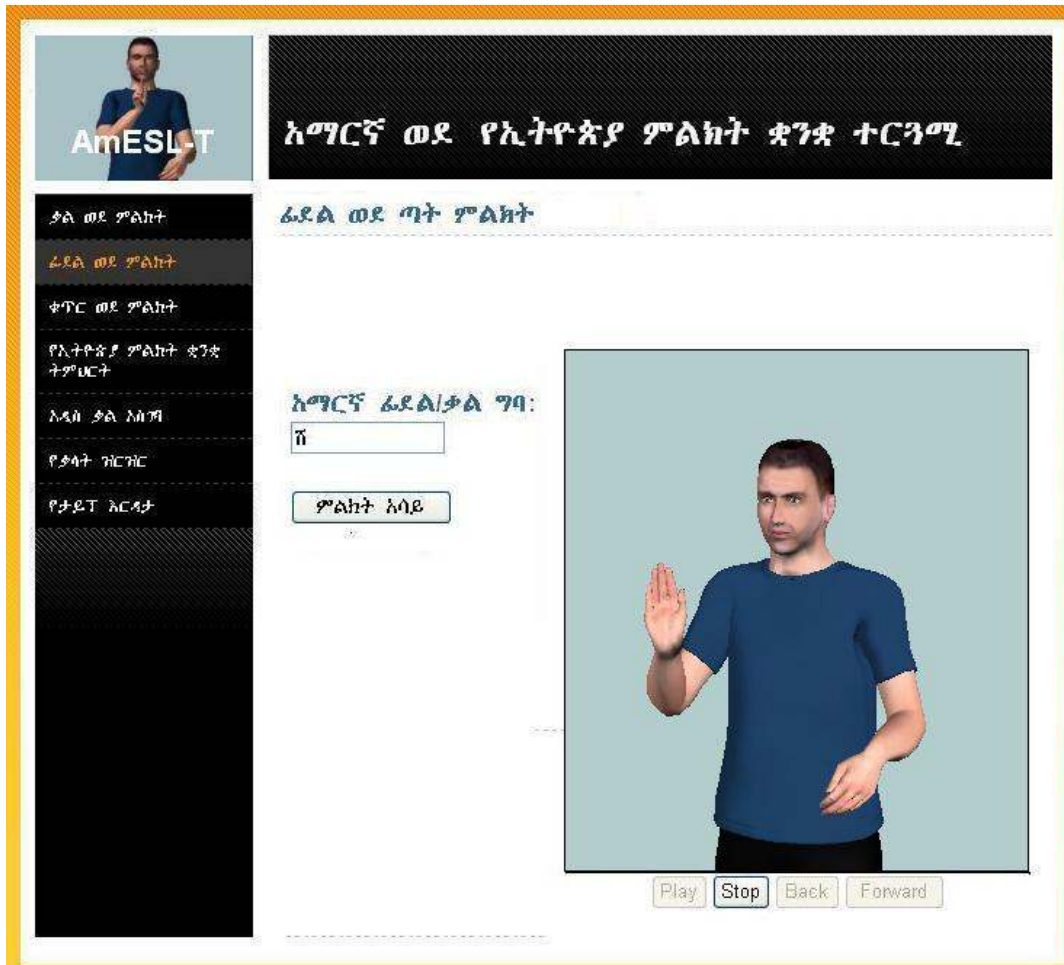 AmESL-T
አማርኛ ወደ የኢትዮጵያ ምልክት ቋንቋ ተርጓሚ
ቃል ወደ ምልክት
ፊደል ወደ ምልክት
ቀጥር ወደ ምልክት
የኢትዮጵያ ምልክት ቋንቋ
ትምህርት
አዲስ ቃል አስገባ
የቃላት ዝርዝር
የታይፕ እርዳታ
ፊደል ወደ ጣት ምልክት
አማርኛ ፊደል/ቃል ግባ:
ሸ
ምልክት አሳይ
Play Stop Back Forward